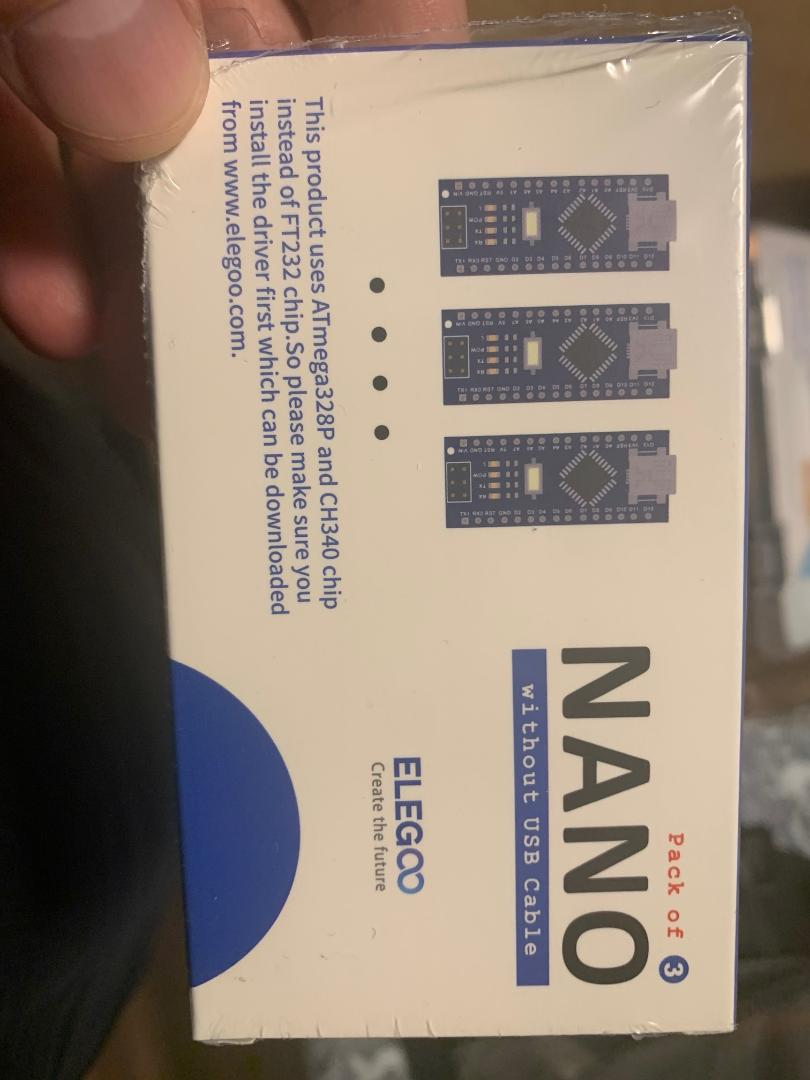 Pack of 3
NANO
without USB Cable
ELEGOO
Create the future
This product uses ATmega328P and CH340 chip
instead of FT232 chip.So please make sure you
install the driver first which can be downloaded
from www.elegoo.com.